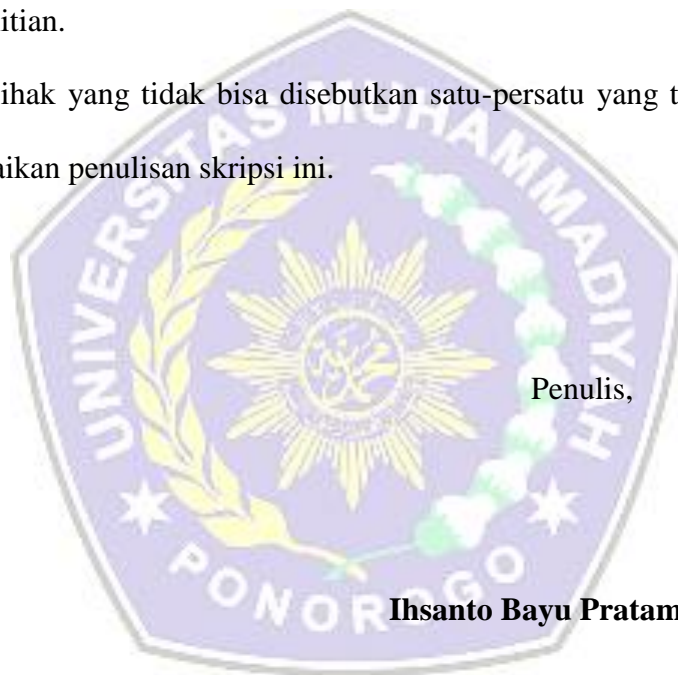 itian.
ihak yang tidak bisa disebutkan satu-persatu yang t
aikan penulisan skripsi ini.
UNIVERSITAS MUHAMMADIYAH
Penulis,
PONOROGO
Ihsanto Bayu Pratam